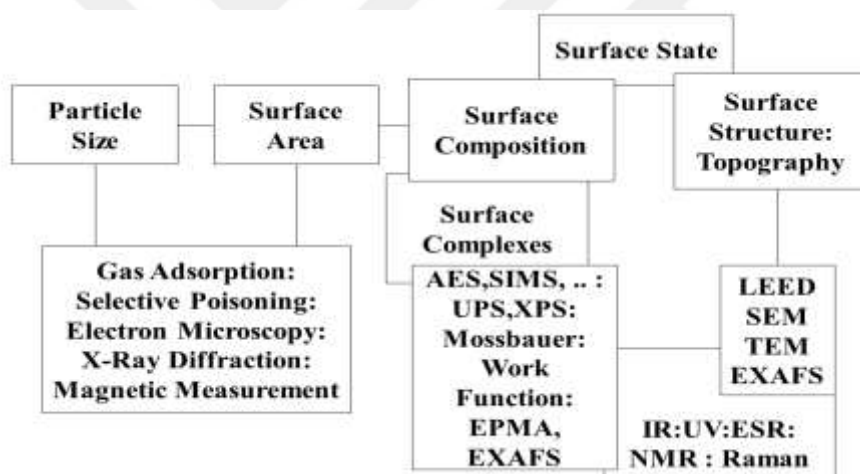 Surface State
Particle
Size
Surface
Area
Surface
Composition
Surface
Structure:
Topography
Surface
Complexes
Gas Adsorption:
Selective Poisoning:
Electron Microscopy:
X-Ray Diffraction:
Magnetic Measurement
AES,SIMS, .. :
UPS,XPS:
Mossbauer:
Work
Function:
EPMA,
EXAFS
LEED
SEM
TEM
EXAFS
IR:UV:ESR:
NMR : Raman